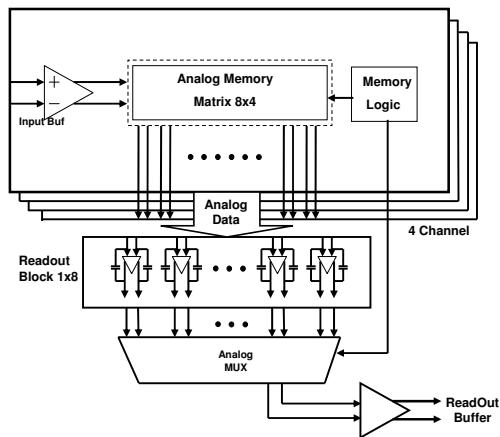 Analog Memory
Matrix 8x4
Memory
Logic
+
−
Input Buf
Analog
Data
4 Channel
Readout
Block 1x8
Analog
MUX
ReadOut
Buffer